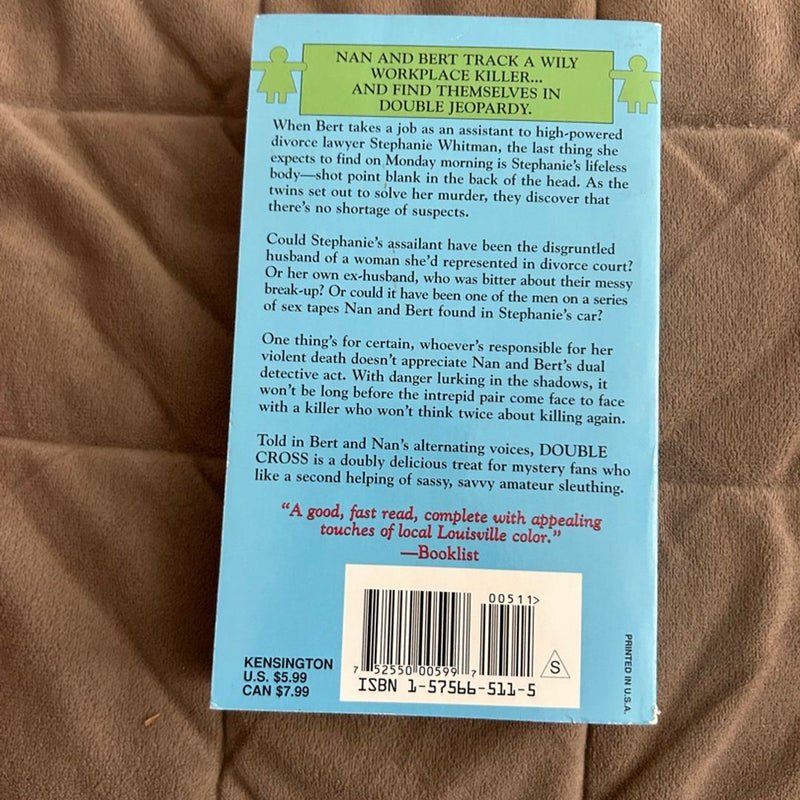 NAN AND BERT TRACK A WILY
WORKPLACE KILLER...
AND FIND THEMSELVES IN
DOUBLE JEOPARDY.
When Bert takes a job as an assistant to high-powered
divorce lawyer Stephanie Whitman, the last thing she
expects to find on Monday morning is Stephanie's lifeless
body—shot point blank in the back of the head. As the
twins set out to solve her murder, they discover that
there's no shortage of suspects.
Could Stephanie's assailant have been the disgruntled
husband of a woman she'd represented in divorce court?
Or her own ex-husband, who was bitter about their messy
break-up? Or could it have been one of the men on a series
of sex tapes Nan and Bert found in Stephanie's car?
One thing's for certain, whoever's responsible for her
violent death doesn't appreciate Nan and Bert's dual
detective act. With danger lurking in the shadows, it
won't be long before the intrepid pair come face to face
with a killer who won't think twice about killing again.
Told in Bert and Nan's alternating voices, DOUBLE
CROSS is a doubly delicious treat for mystery fans who
like a second helping of sassy, savvy amateur sleuthing.
"A good, fast read, complete with appealing
touches of local Louisville color."
—Booklist
00511>
KENSINGTON
U.S. $5.99
CAN $7.99
7 52550 00599 7
ISBN 1-57566-511-5
S
PRINTED IN U.S.A.